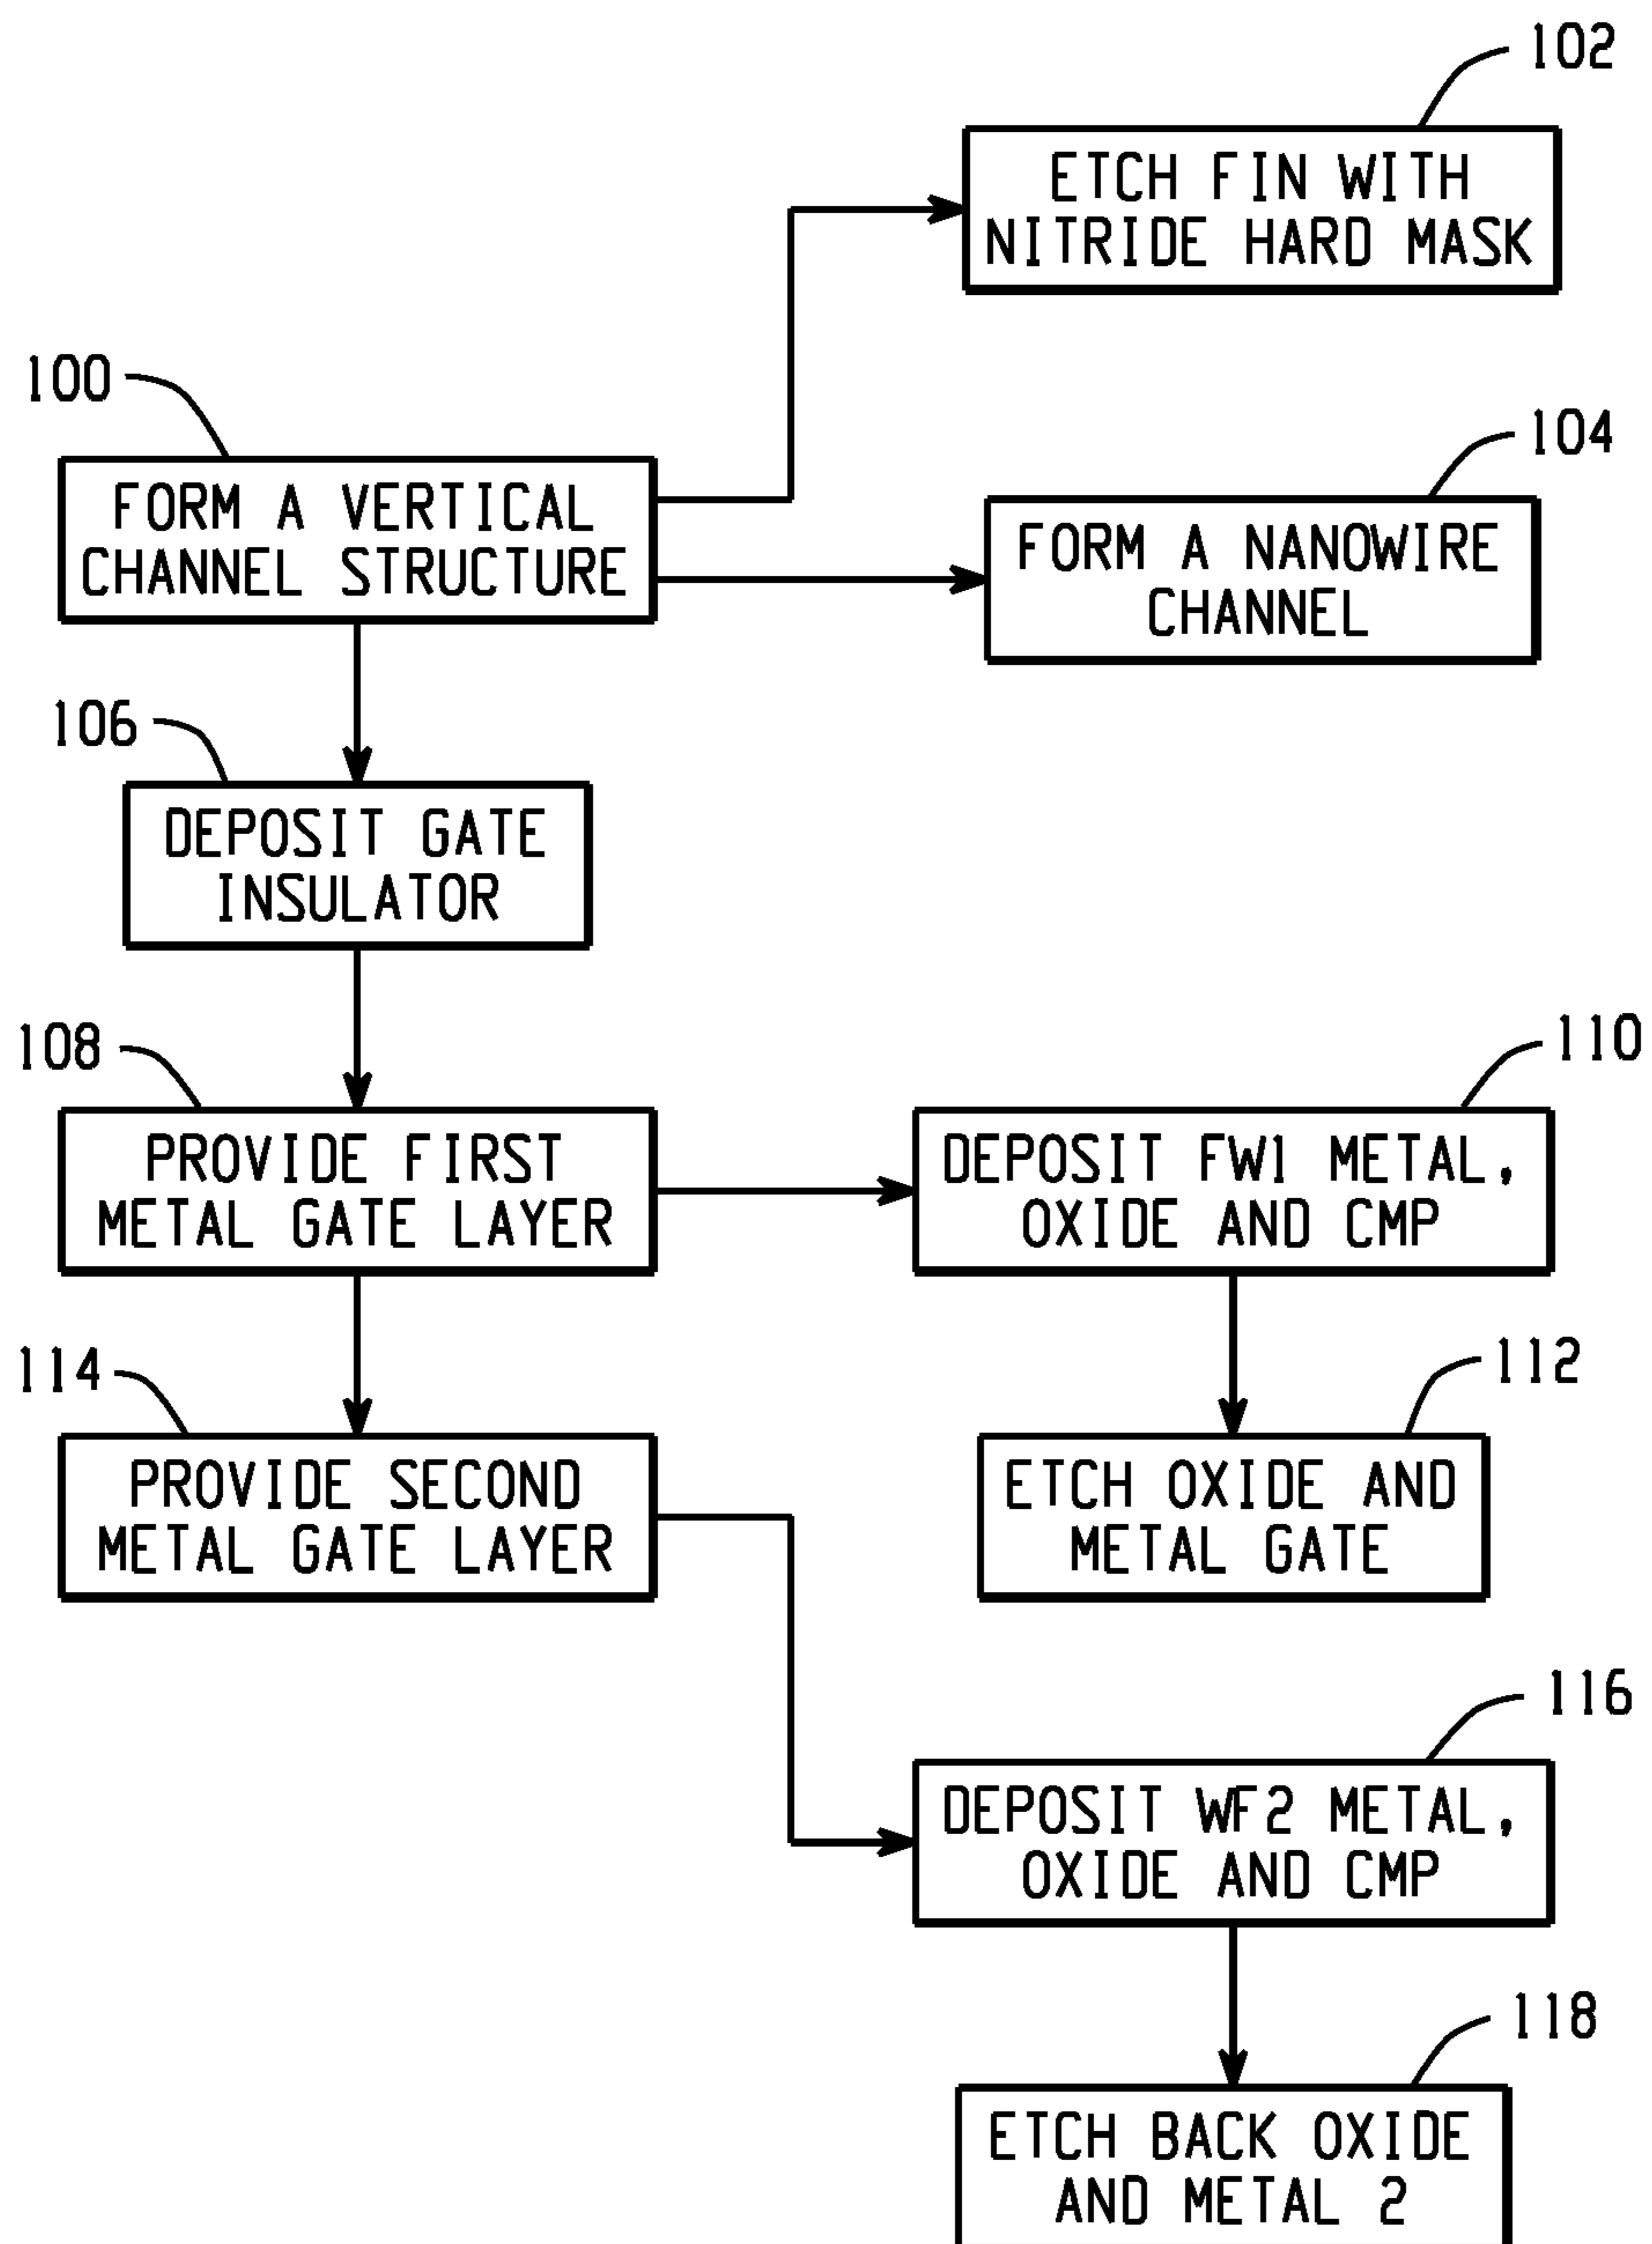 102
ETCH FIN WITH
NITRIDE HARD MASK
100
FORM A VERTICAL
CHANNEL STRUCTURE
104
FORM A NANOWIRE
CHANNEL
106
DEPOSIT GATE
INSULATOR
108
PROVIDE FIRST
METAL GATE LAYER
110
DEPOSIT FW1 METAL,
OXIDE AND CMP
112
ETCH OXIDE AND
METAL GATE
114
PROVIDE SECOND
METAL GATE LAYER
116
DEPOSIT WF2 METAL,
OXIDE AND CMP
118
ETCH BACK OXIDE
AND METAL 2